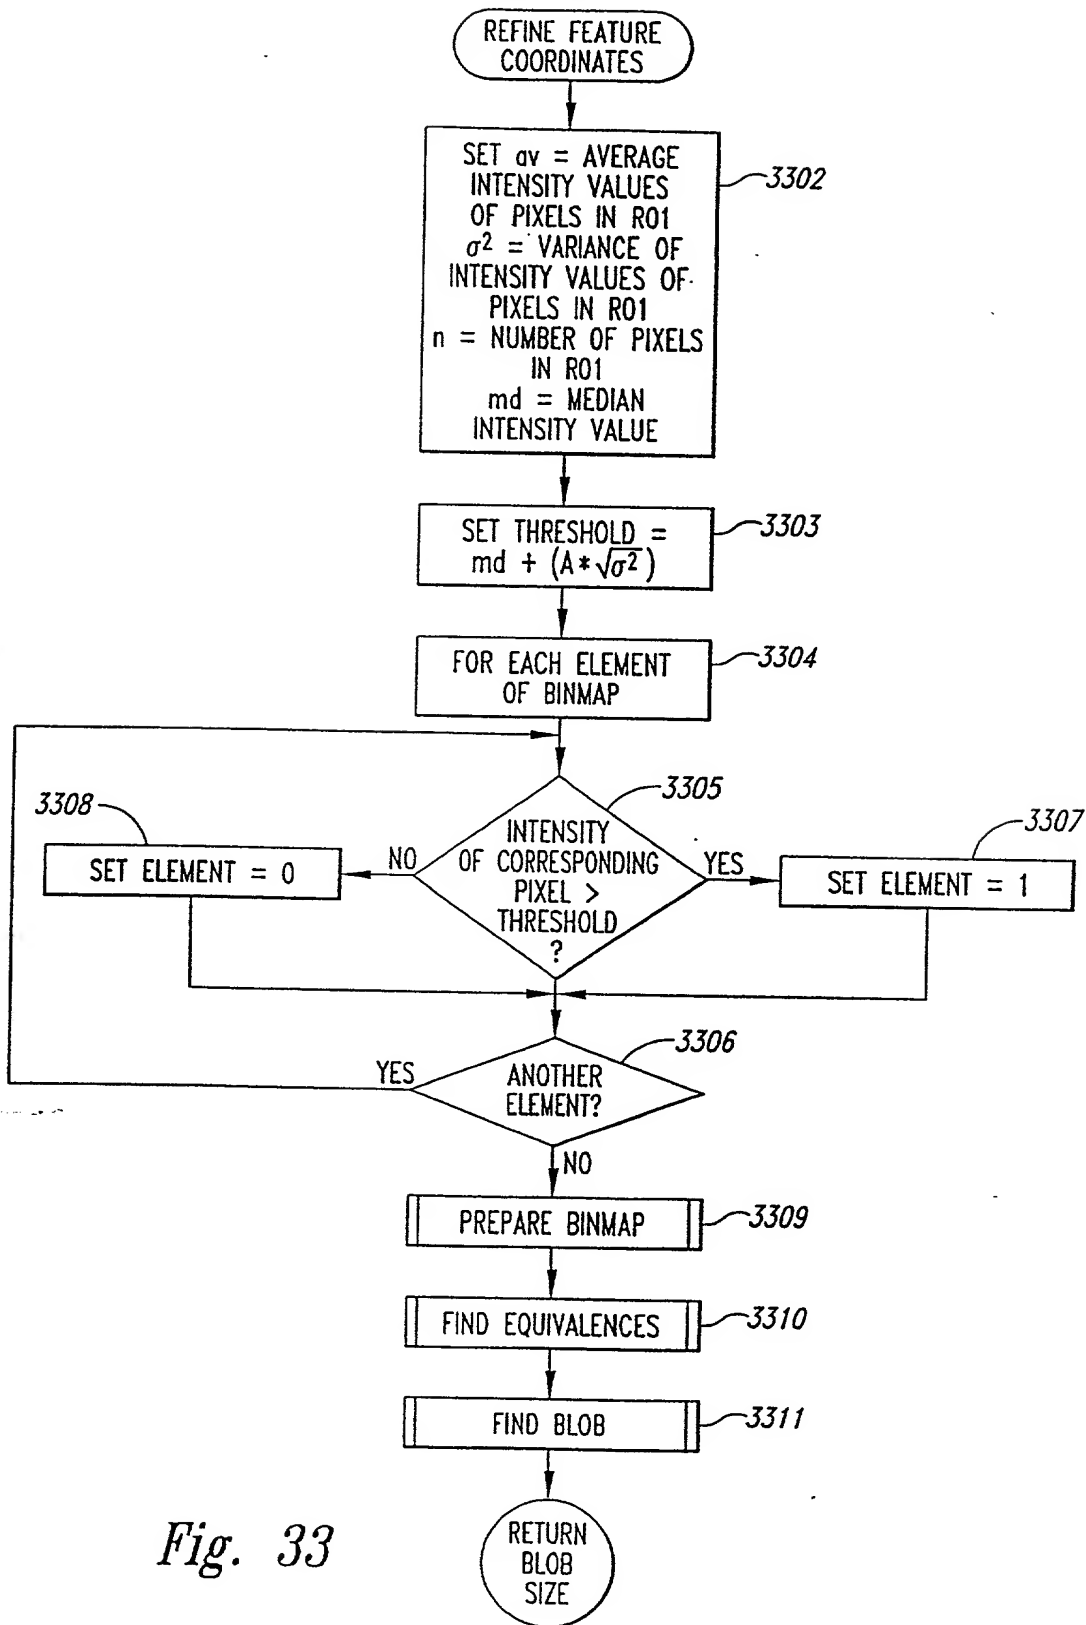 REFINE FEATURE
COORDINATES
SET av = AVERAGE
INTENSITY VALUES
OF PIXELS IN R01
σ² = VARIANCE OF
INTENSITY VALUES OF
PIXELS IN R01
n = NUMBER OF PIXELS
IN R01
md = MEDIAN
INTENSITY VALUE
3302
SET THRESHOLD =
md + (A*√σ²)
3303
FOR EACH ELEMENT
OF BINMAP
3304
3305
INTENSITY
OF CORRESPONDING
PIXEL >
THRESHOLD
?
NO
YES
3308
SET ELEMENT = 0
3307
SET ELEMENT = 1
3306
ANOTHER
ELEMENT?
YES
NO
PREPARE BINMAP
3309
FIND EQUIVALENCES
3310
FIND BLOB
3311
RETURN
BLOB
SIZE
Fig. 33